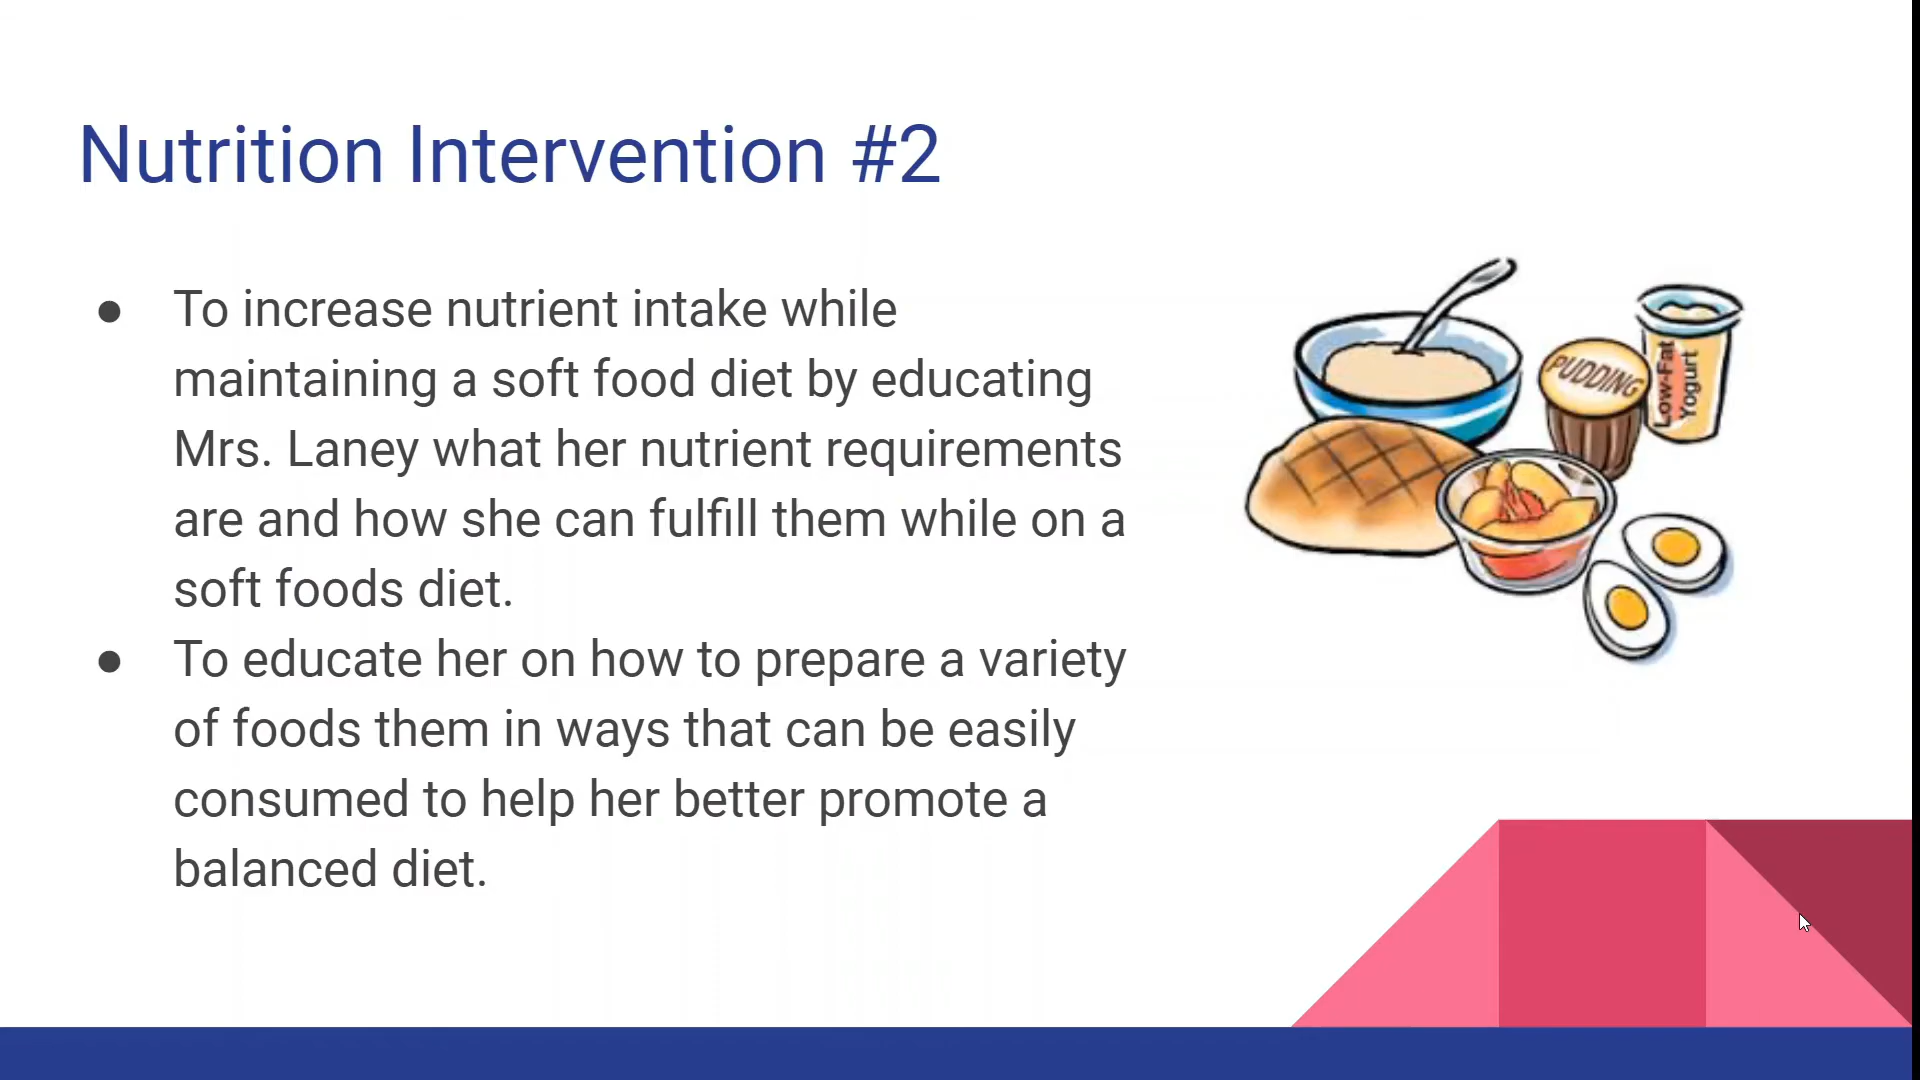 Nutrition Intervention #2
● To increase nutrient intake while
maintaining a soft food diet by educating
Mrs. Laney what her nutrient requirements
are and how she can fulfill them while on a
soft foods diet.
● To educate her on how to prepare a variety
of foods them in ways that can be easily
consumed to help her better promote a
balanced diet.
PUDDING
Low-Fat
Yogurt